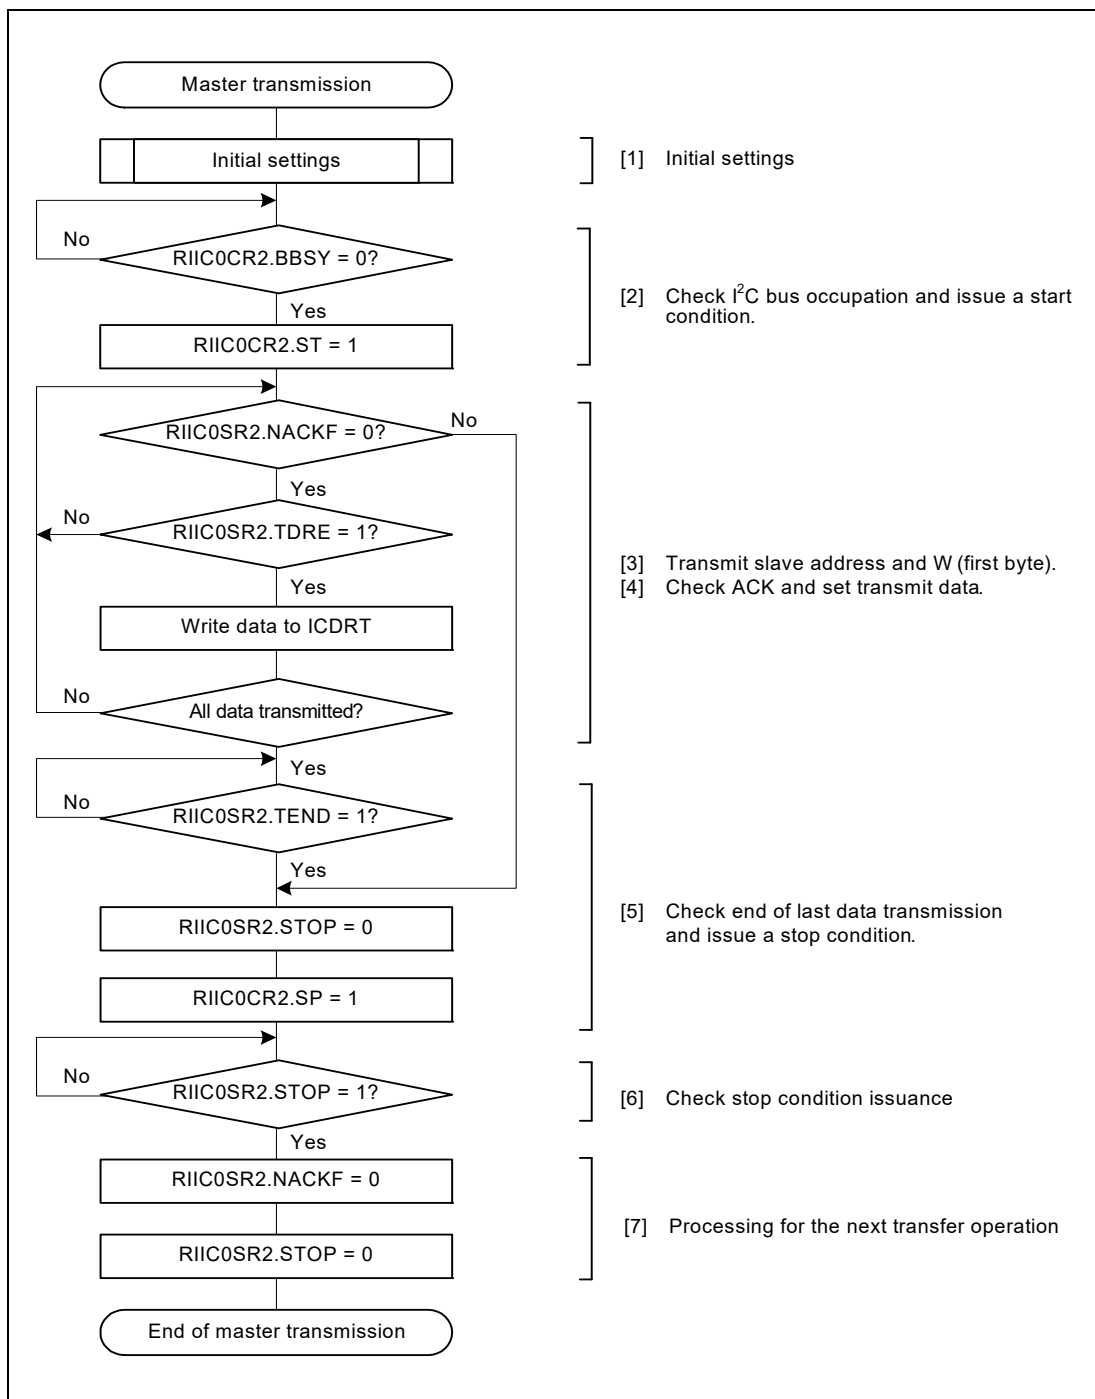 Master transmission
Initial settings
[1] Initial settings
No
RIIC0CR2.BBSY = 0?
Yes
[2] Check I²C bus occupation and issue a start
condition.
RIIC0CR2.ST = 1
No
RIIC0SR2.NACKF = 0?
Yes
No
RIIC0SR2.TDRE = 1?
Yes
[3] Transmit slave address and W (first byte).
[4] Check ACK and set transmit data.
Write data to ICDRT
No
All data transmitted?
Yes
No
RIIC0SR2.TEND = 1?
Yes
RIIC0SR2.STOP = 0
[5] Check end of last data transmission
and issue a stop condition.
RIIC0CR2.SP = 1
No
RIIC0SR2.STOP = 1?
[6] Check stop condition issuance
Yes
RIIC0SR2.NACKF = 0
[7] Processing for the next transfer operation
RIIC0SR2.STOP = 0
End of master transmission